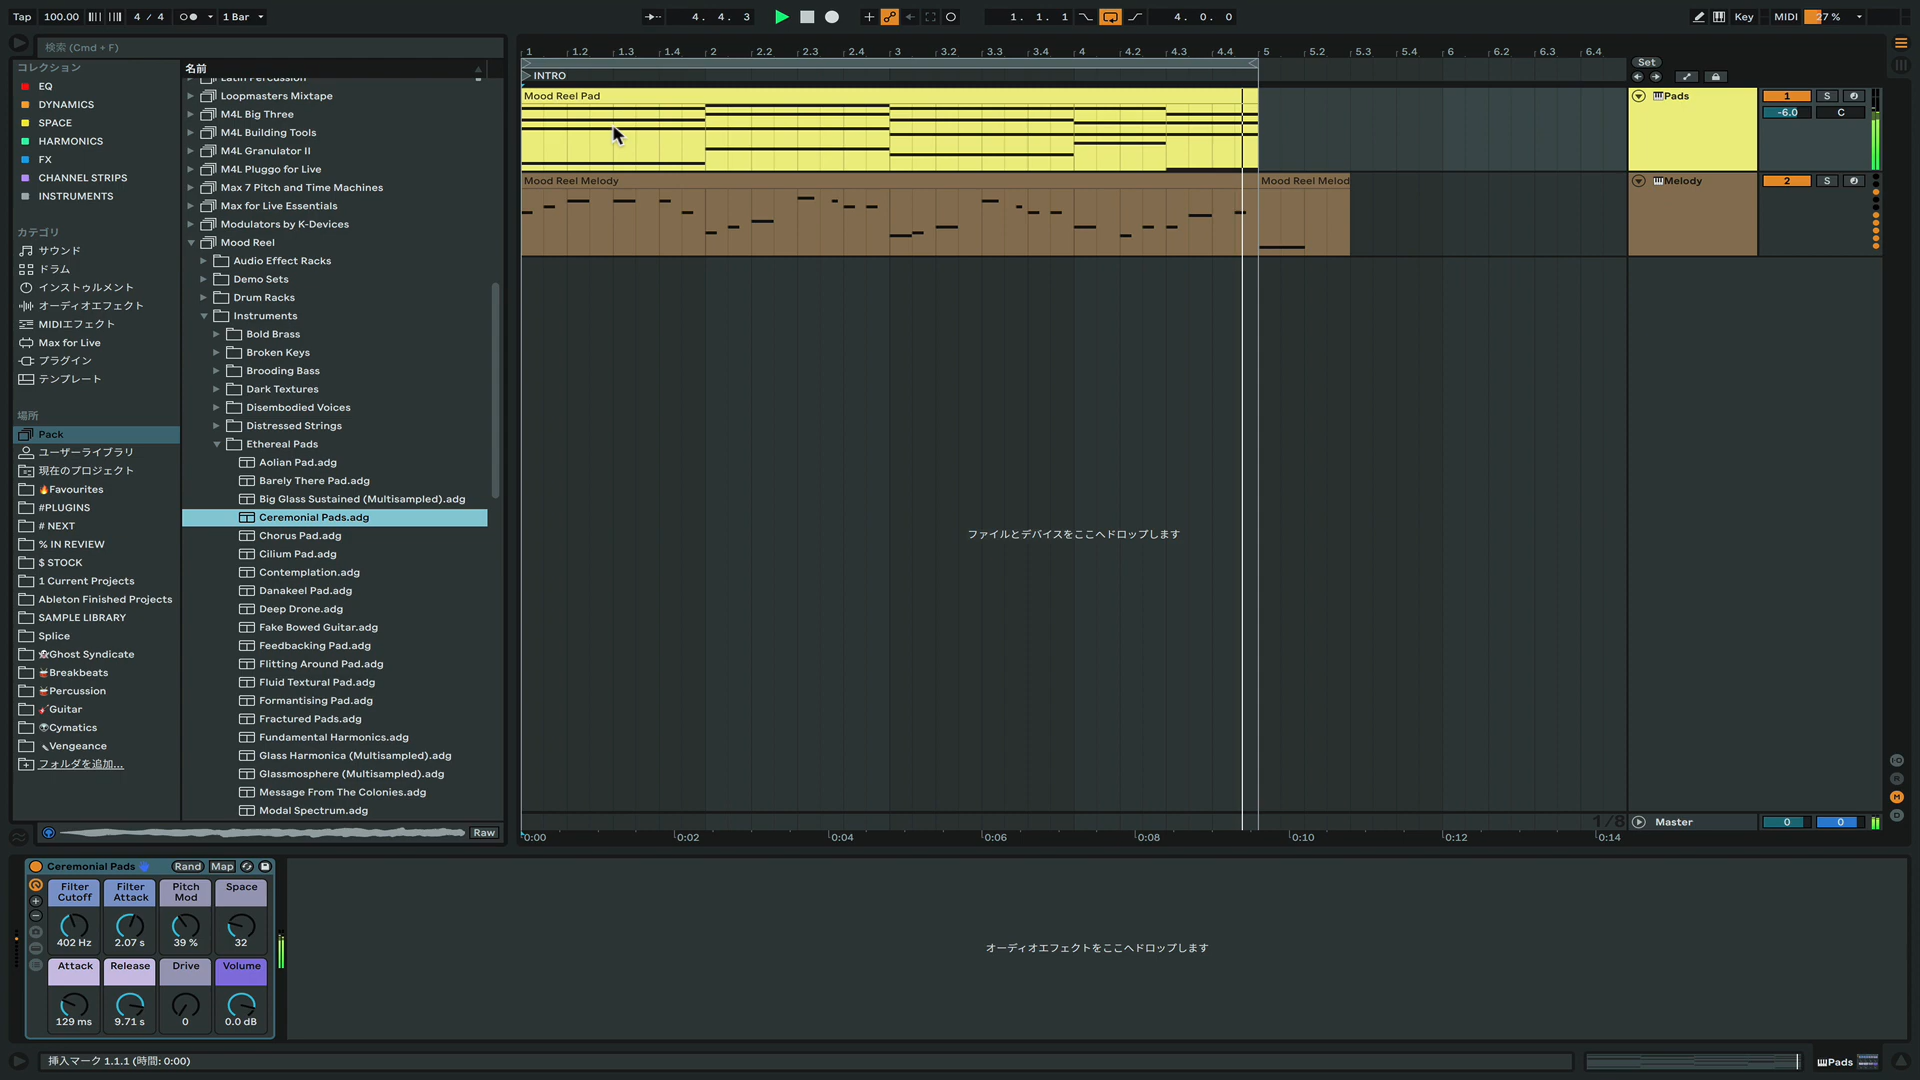 Tap 100.00 4 / 4 1 Bar 4. 4. 3 1. 1. 1 4. 0. 0 Key MIDI 27 %
検索 (Cmd + F)
コレクション
EQ
DYNAMICS
SPACE
HARMONICS
FX
CHANNEL STRIPS
INSTRUMENTS
カテゴリ
サウンド
ドラム
インストゥルメント
オーディオエフェクト
MIDIエフェクト
Max for Live
プラグイン
テンプレート
場所
Pack
ユーザーライブラリ
現在のプロジェクト
🔥Favourites
#PLUGINS
# NEXT
% IN REVIEW
$ STOCK
1 Current Projects
Ableton Finished Projects
SAMPLE LIBRARY
Splice
Ghost Syndicate
Breakbeats
Percussion
Guitar
Cymatics
Vengeance
フォルダを追加...
名前
Latin Percussion
Loopmasters Mixtape
M4L Big Three
M4L Building Tools
M4L Granulator II
M4L Pluggo for Live
Max 7 Pitch and Time Machines
Max for Live Essentials
Modulators by K-Devices
Mood Reel
Audio Effect Racks
Demo Sets
Drum Racks
Instruments
Bold Brass
Broken Keys
Brooding Bass
Dark Textures
Disembodied Voices
Distressed Strings
Ethereal Pads
Aolian Pad.adg
Barely There Pad.adg
Big Glass Sustained (Multisampled).adg
Ceremonial Pads.adg
Chorus Pad.adg
Cilium Pad.adg
Contemplation.adg
Danakeel Pad.adg
Deep Drone.adg
Fake Bowed Guitar.adg
Feedbacking Pad.adg
Flitting Around Pad.adg
Fluid Textural Pad.adg
Formantising Pad.adg
Fractured Pads.adg
Fundamental Harmonics.adg
Glass Harmonica (Multisampled).adg
Glassmosphere (Multisampled).adg
Message From The Colonies.adg
Modal Spectrum.adg
Raw
1 1.2 1.3 1.4 2 2.2 2.3 2.4 3 3.2 3.3 3.4 4 4.2 4.3 4.4 5 5.2 5.3 5.4 6 6.2 6.3 6.4
Set
INTRO
Mood Reel Pad
Pads 1 S
-6.0 C
Mood Reel Melody Mood Reel Melod
Melody 2 S
ファイルとデバイスをここへドロップします
1/8
Master 0 0
0:00 0:02 0:04 0:06 0:08 0:10 0:12 0:14
Ceremonial Pads Rand Map
Filter Cutoff Filter Attack Pitch Mod Space
402 Hz 2.07 s 39 % 32
Attack Release Drive Volume
129 ms 9.71 s 0 0.0 dB
オーディオエフェクトをここへドロップします
挿入マーク 1.1.1 (時間: 0:00)
Pads